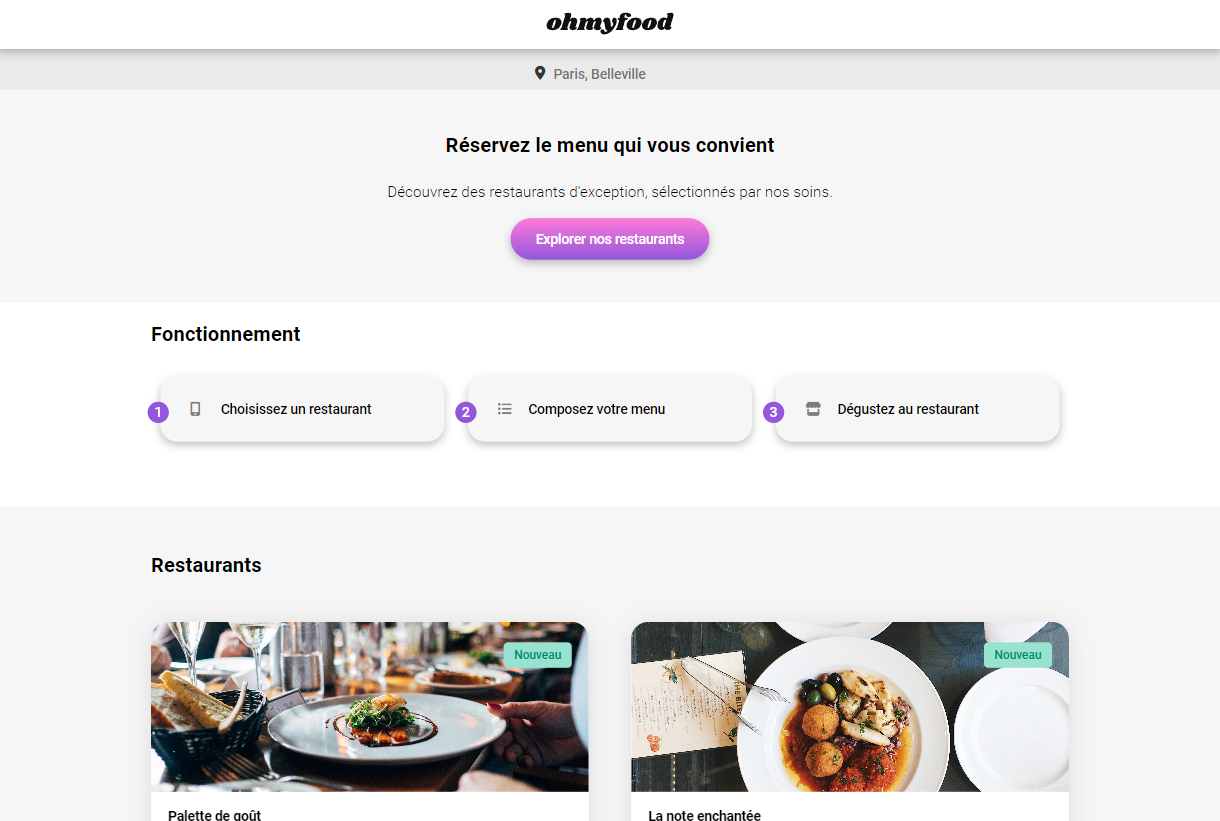 ohmyfood
Paris, Belleville
Réservez le menu qui vous convient
Découvrez des restaurants d'exception, sélectionnés par nos soins.
Explorer nos restaurants
Fonctionnement
1 Choisissez un restaurant
2 Composez votre menu
3 Dégustez au restaurant
Restaurants
Nouveau
Nouveau
Palette de goût
La note enchantée